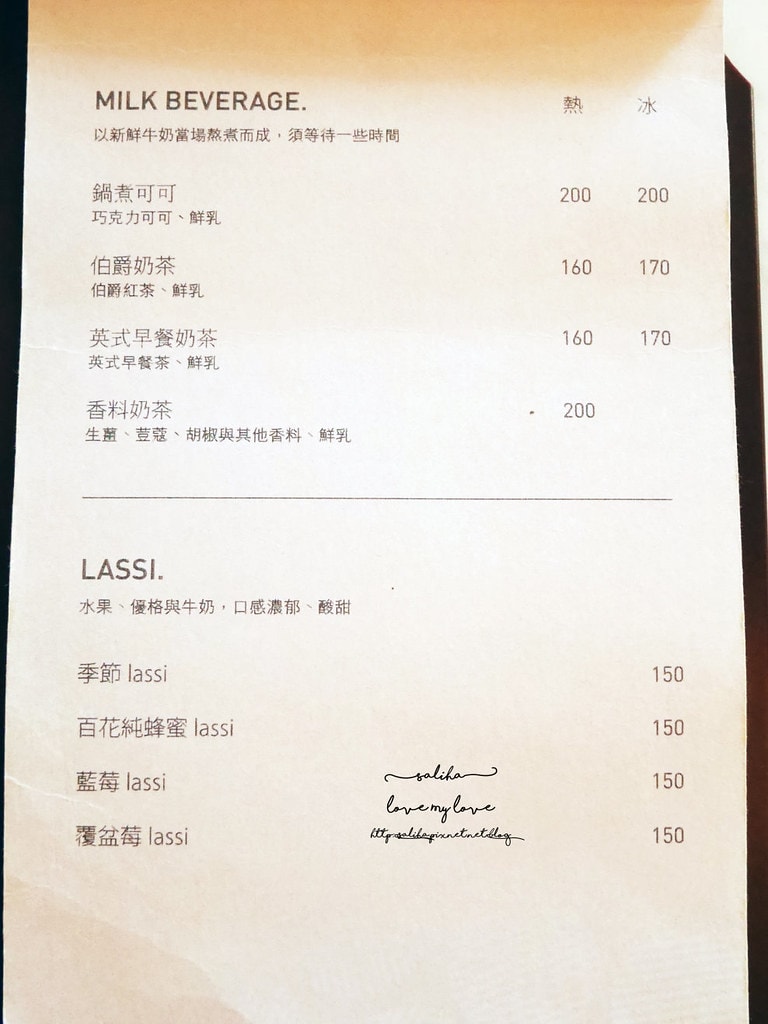 MILK BEVERAGE. 熱 冰
以新鮮牛奶當場熬煮而成，須等待一些時間
鍋煮可可 200 200
巧克力可可、鮮乳
伯爵奶茶 160 170
伯爵紅茶、鮮乳
英式早餐奶茶 160 170
英式早餐茶、鮮乳
香料奶茶 200
生薑、荳蔻、胡椒與其他香料、鮮乳
LASSI.
水果、優格與牛奶，口感濃郁、酸甜
季節 lassi 150
百花純蜂蜜 lassi 150
藍莓 lassi 150
覆盆莓 lassi 150
saliha
love my love